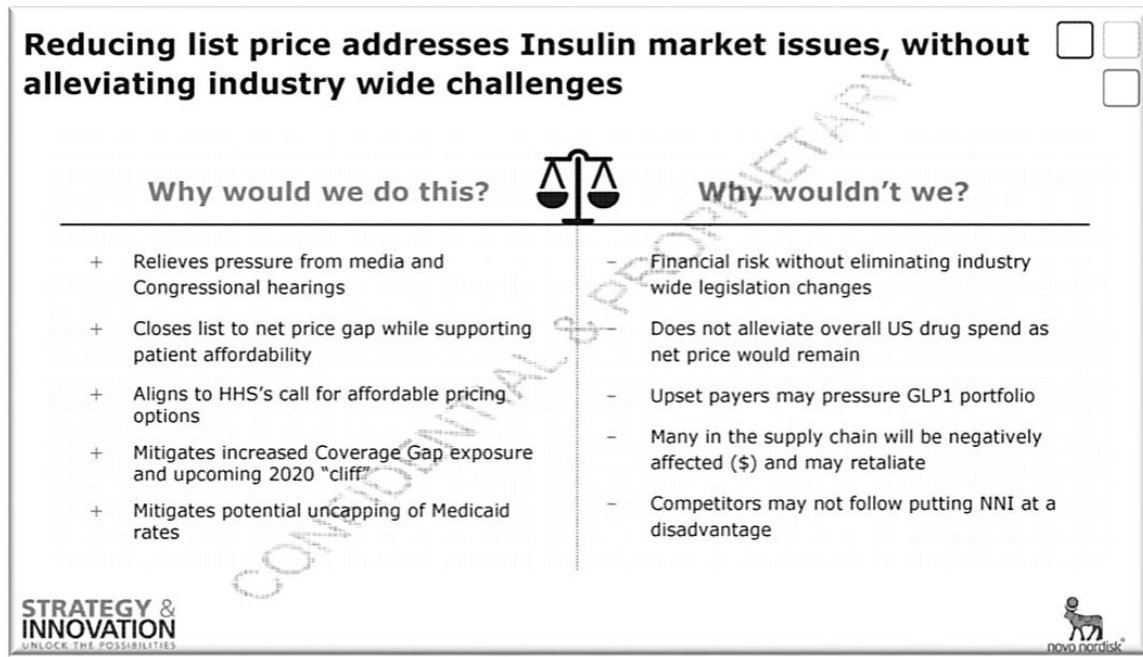 Reducing list price addresses Insulin market issues, without
alleviating industry wide challenges
Why would we do this?
+ Relieves pressure from media and
Congressional hearings
+ Closes list to net price gap while supporting
patient affordability
+ Aligns to HHS's call for affordable pricing
options
+ Mitigates increased Coverage Gap exposure
and upcoming 2020 "cliff"
+ Mitigates potential uncapping of Medicaid
rates
Why wouldn't we?
- Financial risk without eliminating industry
wide legislation changes
- Does not alleviate overall US drug spend as
net price would remain
- Upset payers may pressure GLP1 portfolio
- Many in the supply chain will be negatively
affected ($) and may retaliate
- Competitors may not follow putting NNI at a
disadvantage
CONFIDENTIAL & PROPRIETARY
STRATEGY &
INNOVATION
UNLOCK THE POSSIBILITIES
novo nordisk®